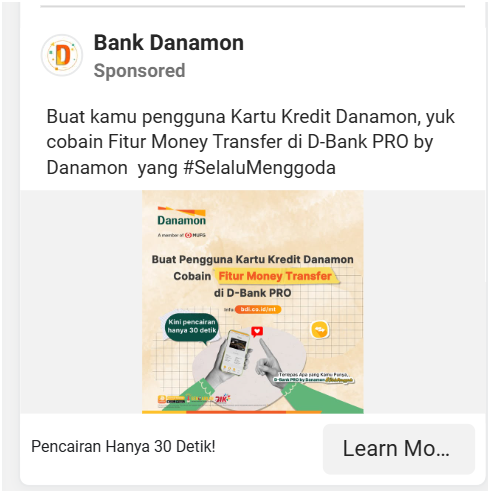 Bank Danamon
Sponsored
Buat kamu pengguna Kartu Kredit Danamon, yuk
cobain Fitur Money Transfer di D-Bank PRO by
Danamon yang #SelaluMenggoda
Danamon
A member of MUFG
Buat Pengguna Kartu Kredit Danamon
Cobain Fitur Money Transfer
di D-Bank PRO
Info: bdi.co.id/mt
Kini pencairan
hanya 30 detik
Terlepas Apa yang Kamu Punya,
D-Bank PRO by Danamon
Pencairan Hanya 30 Detik!
Learn Mo...